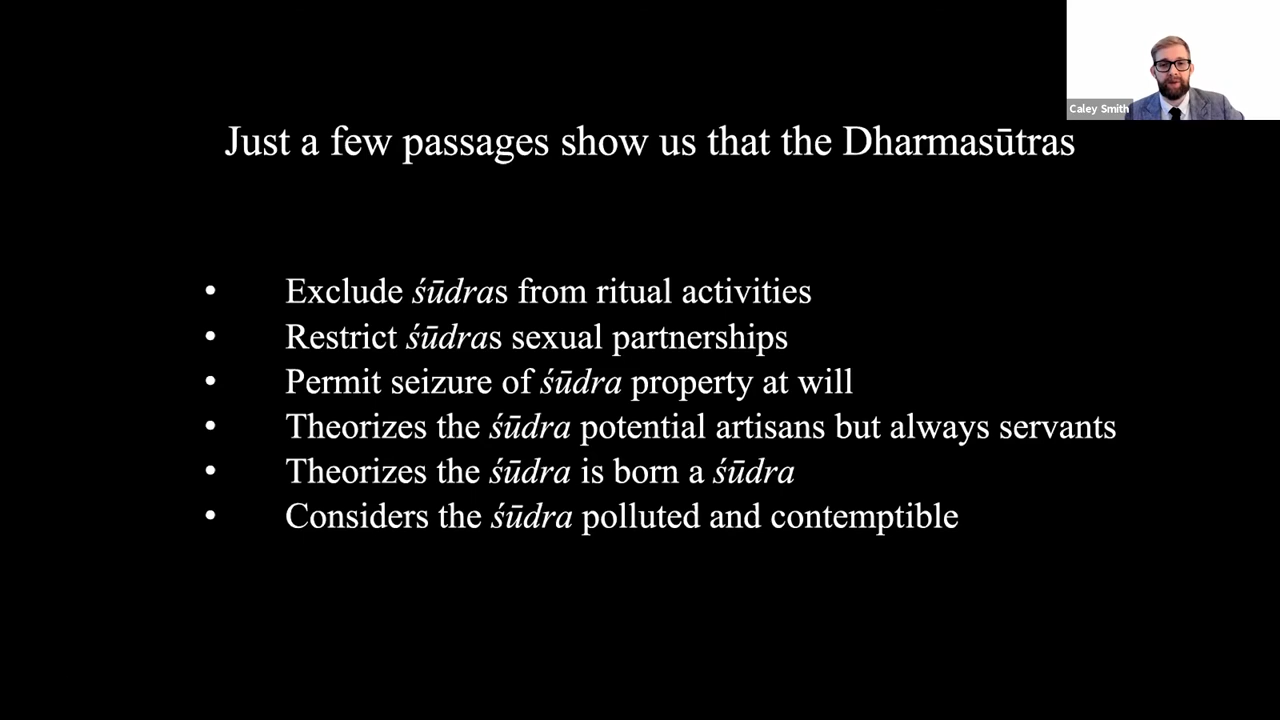 Caley Smith
Just a few passages show us that the Dharmasūtras
• Exclude śūdras from ritual activities
• Restrict śūdras sexual partnerships
• Permit seizure of śūdra property at will
• Theorizes the śūdra potential artisans but always servants
• Theorizes the śūdra is born a śūdra
• Considers the śūdra polluted and contemptible